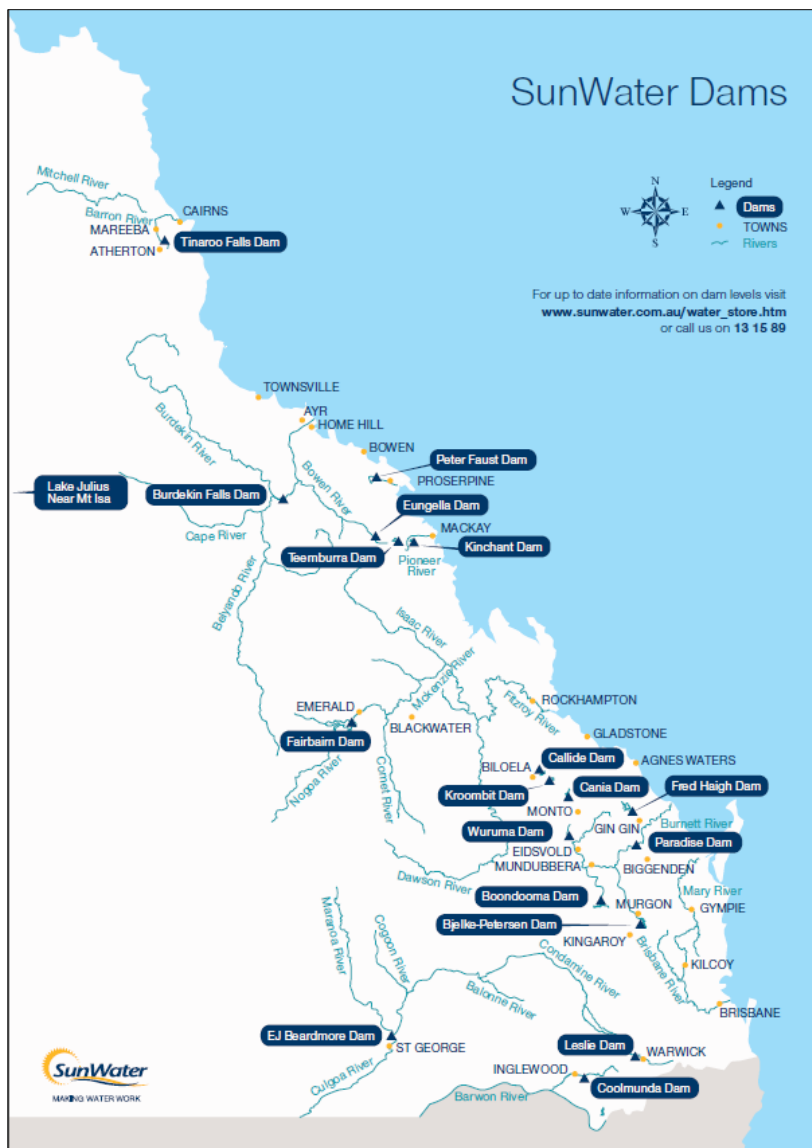 SunWater Dams
Mitchell River
Barron River
CAIRNS
MAREEBA
Tinaroo Falls Dam
ATHERTON
N
W
E
S
Legend
Dams
TOWNS
Rivers
For up to date information on dam levels visit
www.sunwater.com.au/water_store.htm
or call us on 13 15 89
TOWNSVILLE
AYR
HOME HILL
Burdekin River
BOWEN
Bowen River
Peter Faust Dam
PROSERPINE
Lake Julius
Near Mt Isa
Burdekin Falls Dam
Eungella Dam
Cape River
MACKAY
Teemburra Dam
Kinchant Dam
Pioneer
River
Belyando River
Isaac River
Mckenzie River
EMERALD
ROCKHAMPTON
Fitzroy River
BLACKWATER
Fairbairn Dam
GLADSTONE
Nogoa River
Comet River
Callide Dam
AGNES WATERS
BILOELA
Kroombit Dam
Cania Dam
Fred Haigh Dam
MONTO
GIN GIN
Burnett River
Wuruma Dam
Paradise Dam
EIDSVOLD
MUNDUBBERA
BIGGENDEN
Dawson River
Mary River
Boondooma Dam
MURGON
GYMPIE
Bjelke-Petersen Dam
KINGAROY
Maranoa River
Cogoon River
Condamine River
Brisbane River
KILCOY
Balonne River
BRISBANE
EJ Beardmore Dam
ST GEORGE
Leslie Dam
WARWICK
Culgoa River
INGLEWOOD
Coolmunda Dam
Barwon River
SunWater
MAKING WATER WORK